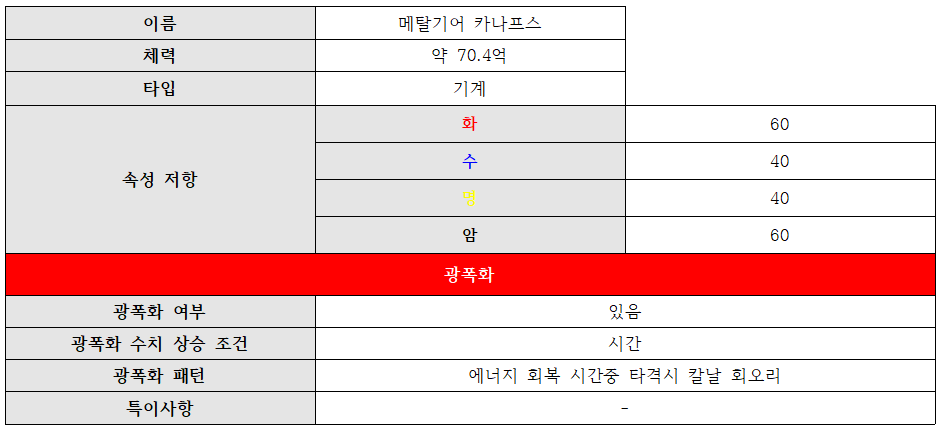 이름 메탈기어 카나프스
체력 약 70.4억
타입 기계
속성 저항
화 60
수 40
명 40
암 60
광폭화
광폭화 여부 있음
광폭화 수치 상승 조건 시간
광폭화 패턴 에너지 회복 시간중 타격시 칼날 회오리
특이사항 -